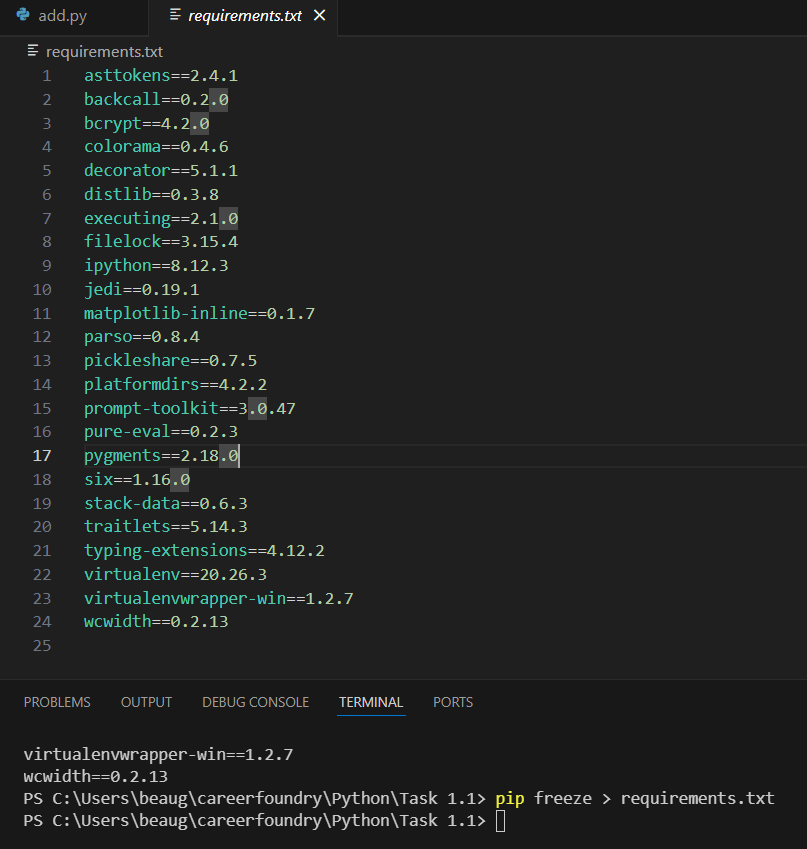 add.py
requirements.txt
requirements.txt
1 asttokens==2.4.1
2 backcall==0.2.0
3 bcrypt==4.2.0
4 colorama==0.4.6
5 decorator==5.1.1
6 distlib==0.3.8
7 executing==2.1.0
8 filelock==3.15.4
9 ipython==8.12.3
10 jedi==0.19.1
11 matplotlib-inline==0.1.7
12 parso==0.8.4
13 pickleshare==0.7.5
14 platformdirs==4.2.2
15 prompt-toolkit==3.0.47
16 pure-eval==0.2.3
17 pygments==2.18.0
18 six==1.16.0
19 stack-data==0.6.3
20 traitlets==5.14.3
21 typing-extensions==4.12.2
22 virtualenv==20.26.3
23 virtualenvwrapper-win==1.2.7
24 wcwidth==0.2.13
25
PROBLEMS OUTPUT DEBUG CONSOLE TERMINAL PORTS
virtualenvwrapper-win==1.2.7
wcwidth==0.2.13
PS C:\Users\beaug\careerfoundry\Python\Task 1.1> pip freeze > requirements.txt
PS C:\Users\beaug\careerfoundry\Python\Task 1.1>